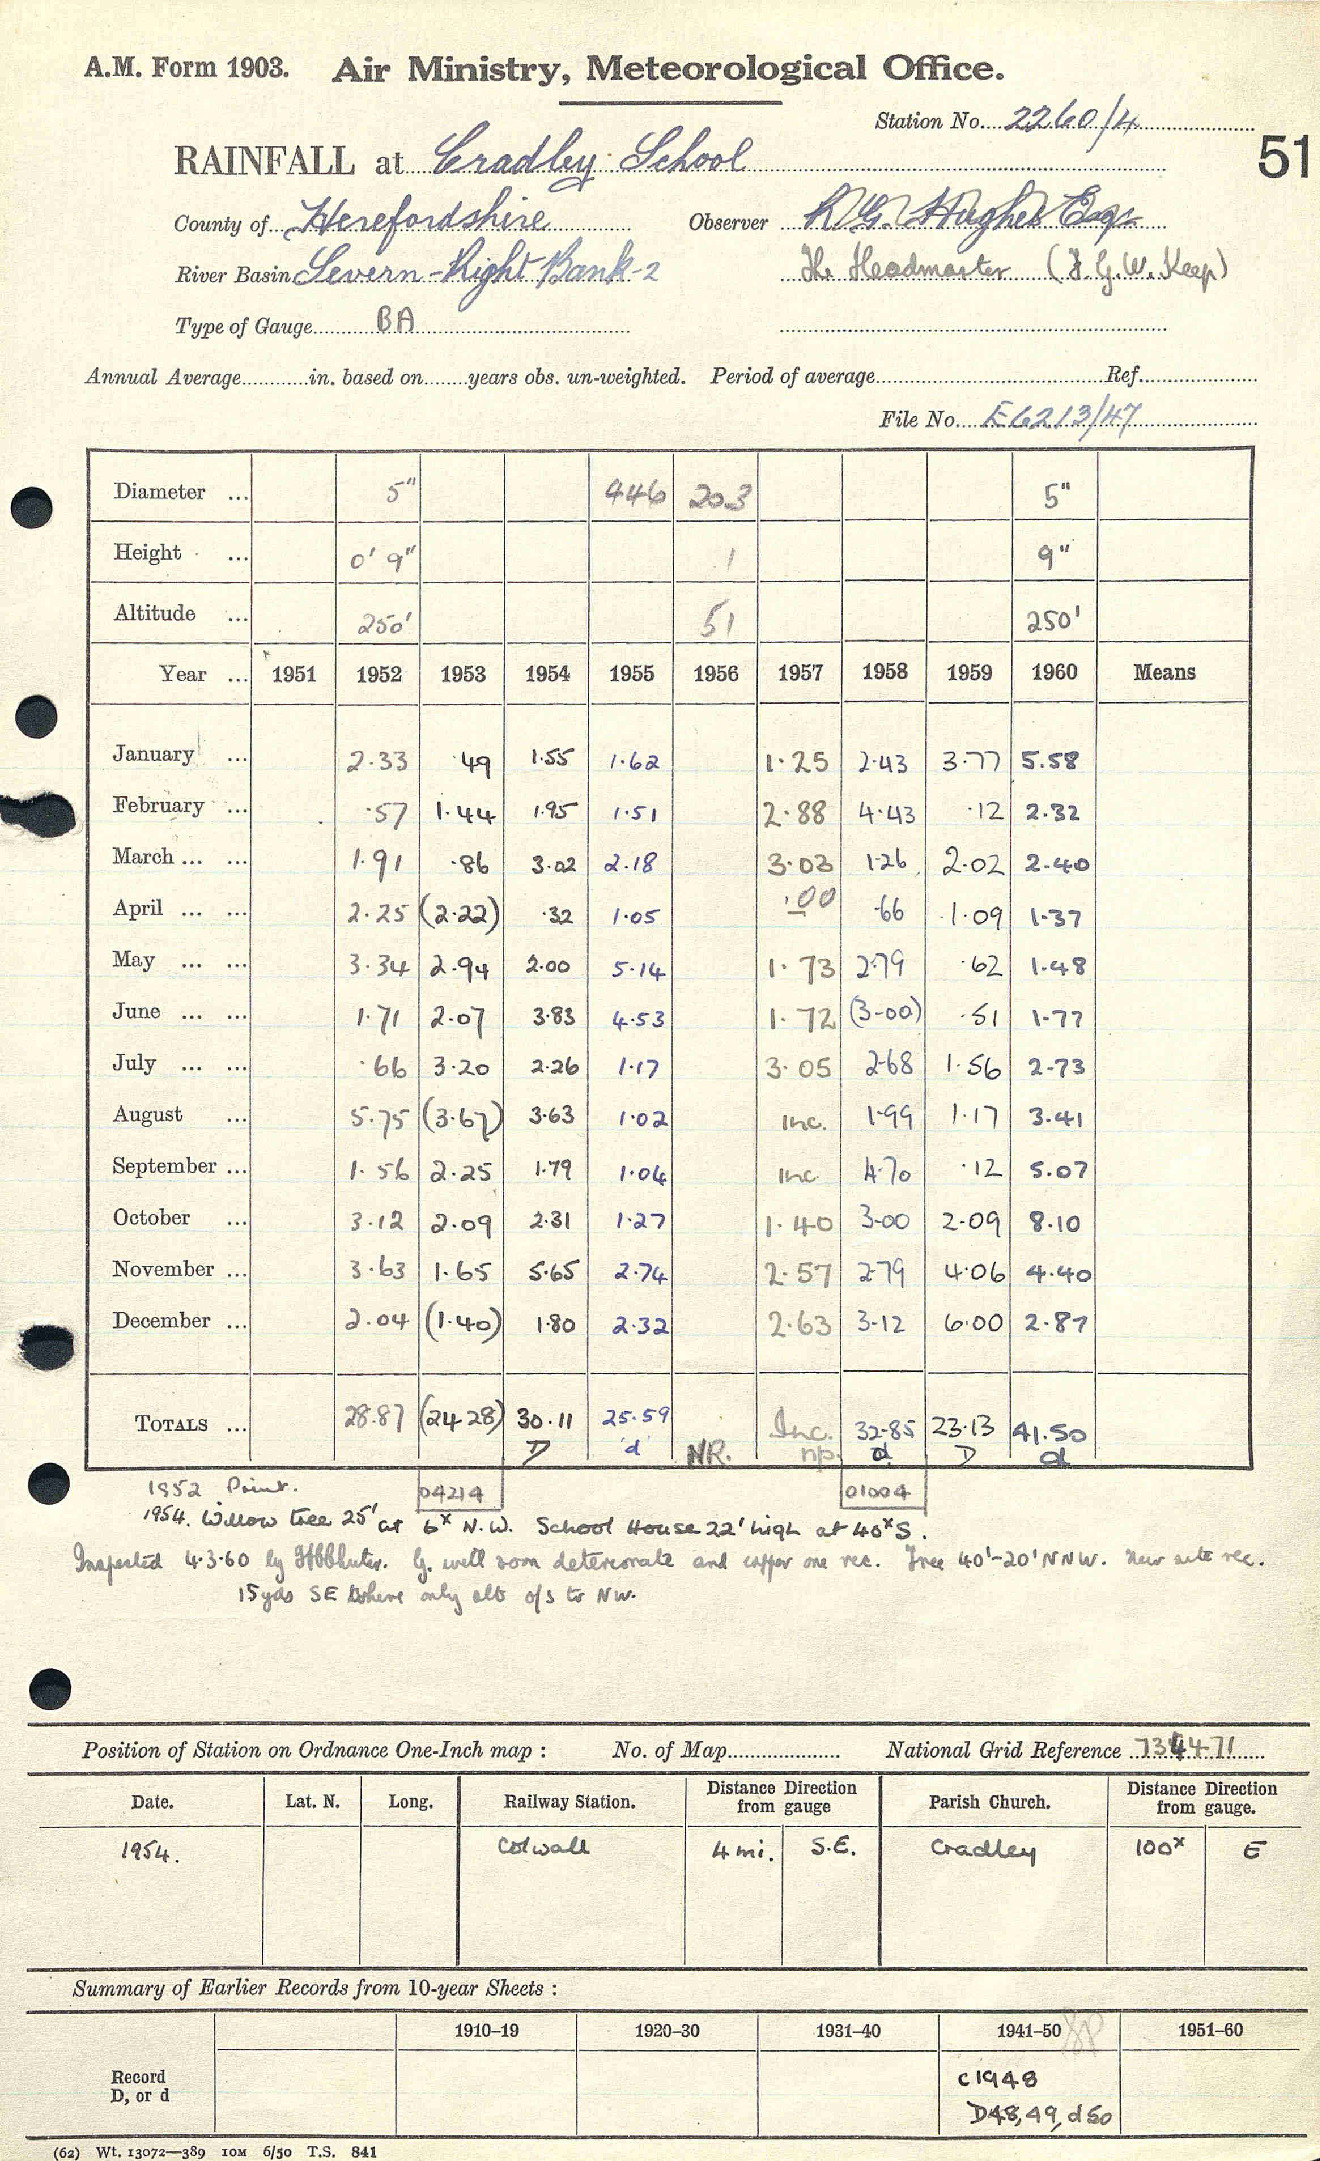 A.M. Form 1903. Air Ministry, Meteorological Office.
Station No. 2260/4
51
RAINFALL at Cradley School
County of Herefordshire Observer R G. Hughes Esqr
River Basin Severn - Right Bank - 2 The Headmaster (F.G.W. Keep)
Type of Gauge BA
Annual Average in. based on years obs. un-weighted. Period of average Ref.
File No. E6213/47
Diameter ... 5" 446 203 5"
Height ... 0' 9" 1 9"
Altitude ... 250' 51 250'
Year ... 1951 1952 1953 1954 1955 1956 1957 1958 1959 1960 Means
January ... 2.33 .49 1.55 1.62 1.25 2.43 3.77 5.58
February ... .57 1.44 1.95 1.51 2.88 4.43 .12 2.32
March ... ... 1.91 .86 3.02 2.18 3.03 1.26 2.02 2.40
April ... ... 2.25 (2.22) .32 1.05 .00 .66 1.09 1.37
May ... ... 3.34 2.94 2.00 5.14 1.73 2.79 .62 1.48
June ... ... 1.71 2.07 3.83 4.53 1.72 (3.00) .51 1.77
July ... ... .66 3.20 2.26 1.17 3.05 2.68 1.56 2.73
August ... 5.75 (3.67) 3.63 1.02 Inc. 1.99 1.17 3.41
September ... 1.56 2.25 1.79 1.04 Inc 4.70 .12 5.07
October ... 3.12 2.09 2.31 1.27 1.40 3.00 2.09 8.10
November ... 3.63 1.65 5.65 2.74 2.57 2.79 4.06 4.40
December ... 2.04 (1.40) 1.80 2.32 2.63 3.12 6.00 2.87
TOTALS ... 28.87 (24.28) 30.11 25.59 Inc. 32.85 23.13 41.50
D d NR. np. d D d
1952 Print. 04214 01004
1954. Willow tree 25' at 6x N.W. School House 22' high at 40x S.
Inspected 4.3.60 by G. well som deteriorate and copper one rec. Tree 40'-20' NNW. New site rec.
15yds SE where only alt o/s to NW.
Position of Station on Ordnance One-Inch map : No. of Map National Grid Reference 734471
Date. Lat. N. Long. Railway Station. Distance Direction from gauge Parish Church. Distance Direction from gauge.
1954. Colwall 4 mi. S.E. Cradley 100x E
Summary of Earlier Records from 10-year Sheets :
1910–19 1920–30 1931–40 1941–50 1951–60
Record c1948
D, or d D48,49,d50
(62) Wt. 13072—389 10M 6/50 T.S. 841